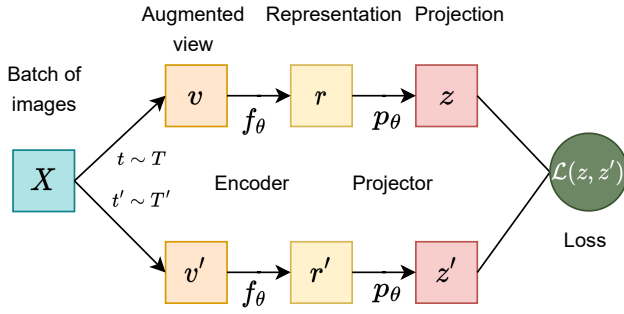 Augmented
view
Representation
Projection
Batch of
images
v
f_θ
r
p_θ
z
X
t ∼ T
t′ ∼ T′
Encoder
Projector
ℒ(z, z′)
Loss
v′
f_θ
r′
p_θ
z′